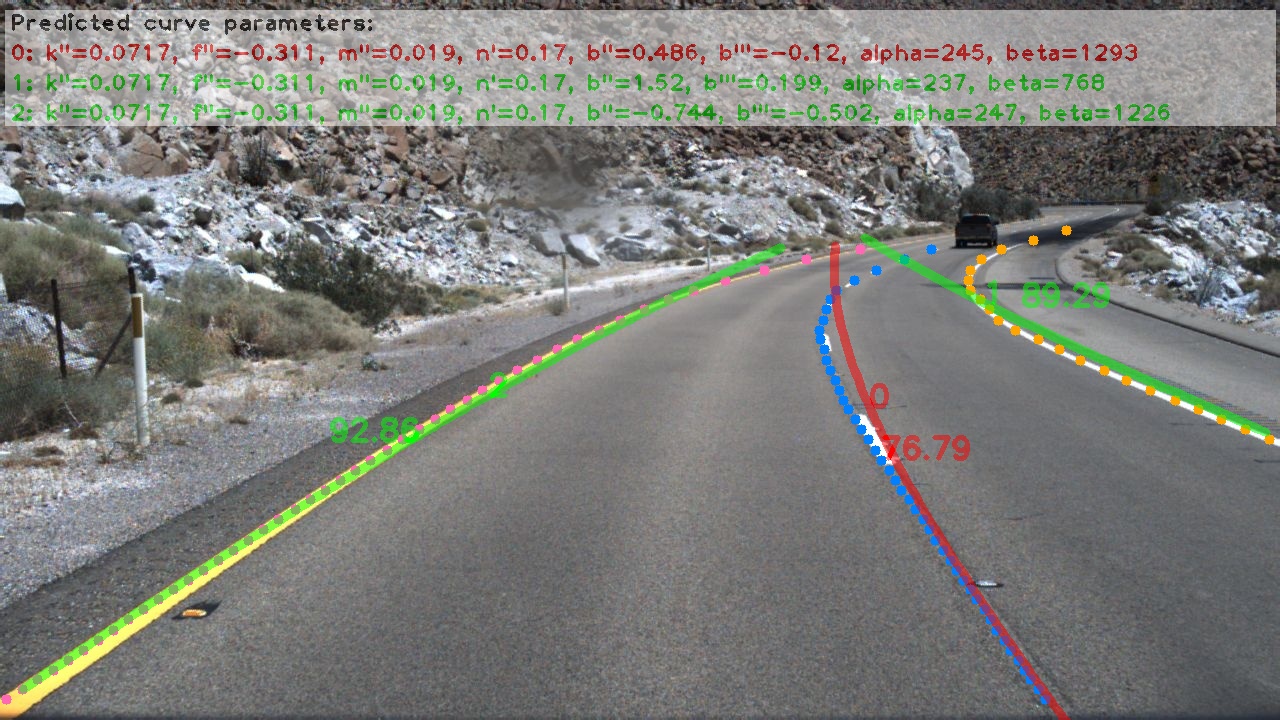 Predicted curve parameters:
0: k''=0.0717, f''=-0.311, m''=0.019, n'=0.17, b''=0.486, b'''=-0.12, alpha=245, beta=1293
1: k''=0.0717, f''=-0.311, m''=0.019, n'=0.17, b''=1.52, b'''=0.199, alpha=237, beta=768
2: k''=0.0717, f''=-0.311, m''=0.019, n'=0.17, b''=-0.744, b'''=-0.502, alpha=247, beta=1226
1 89.29
2
0
92.86
76.79